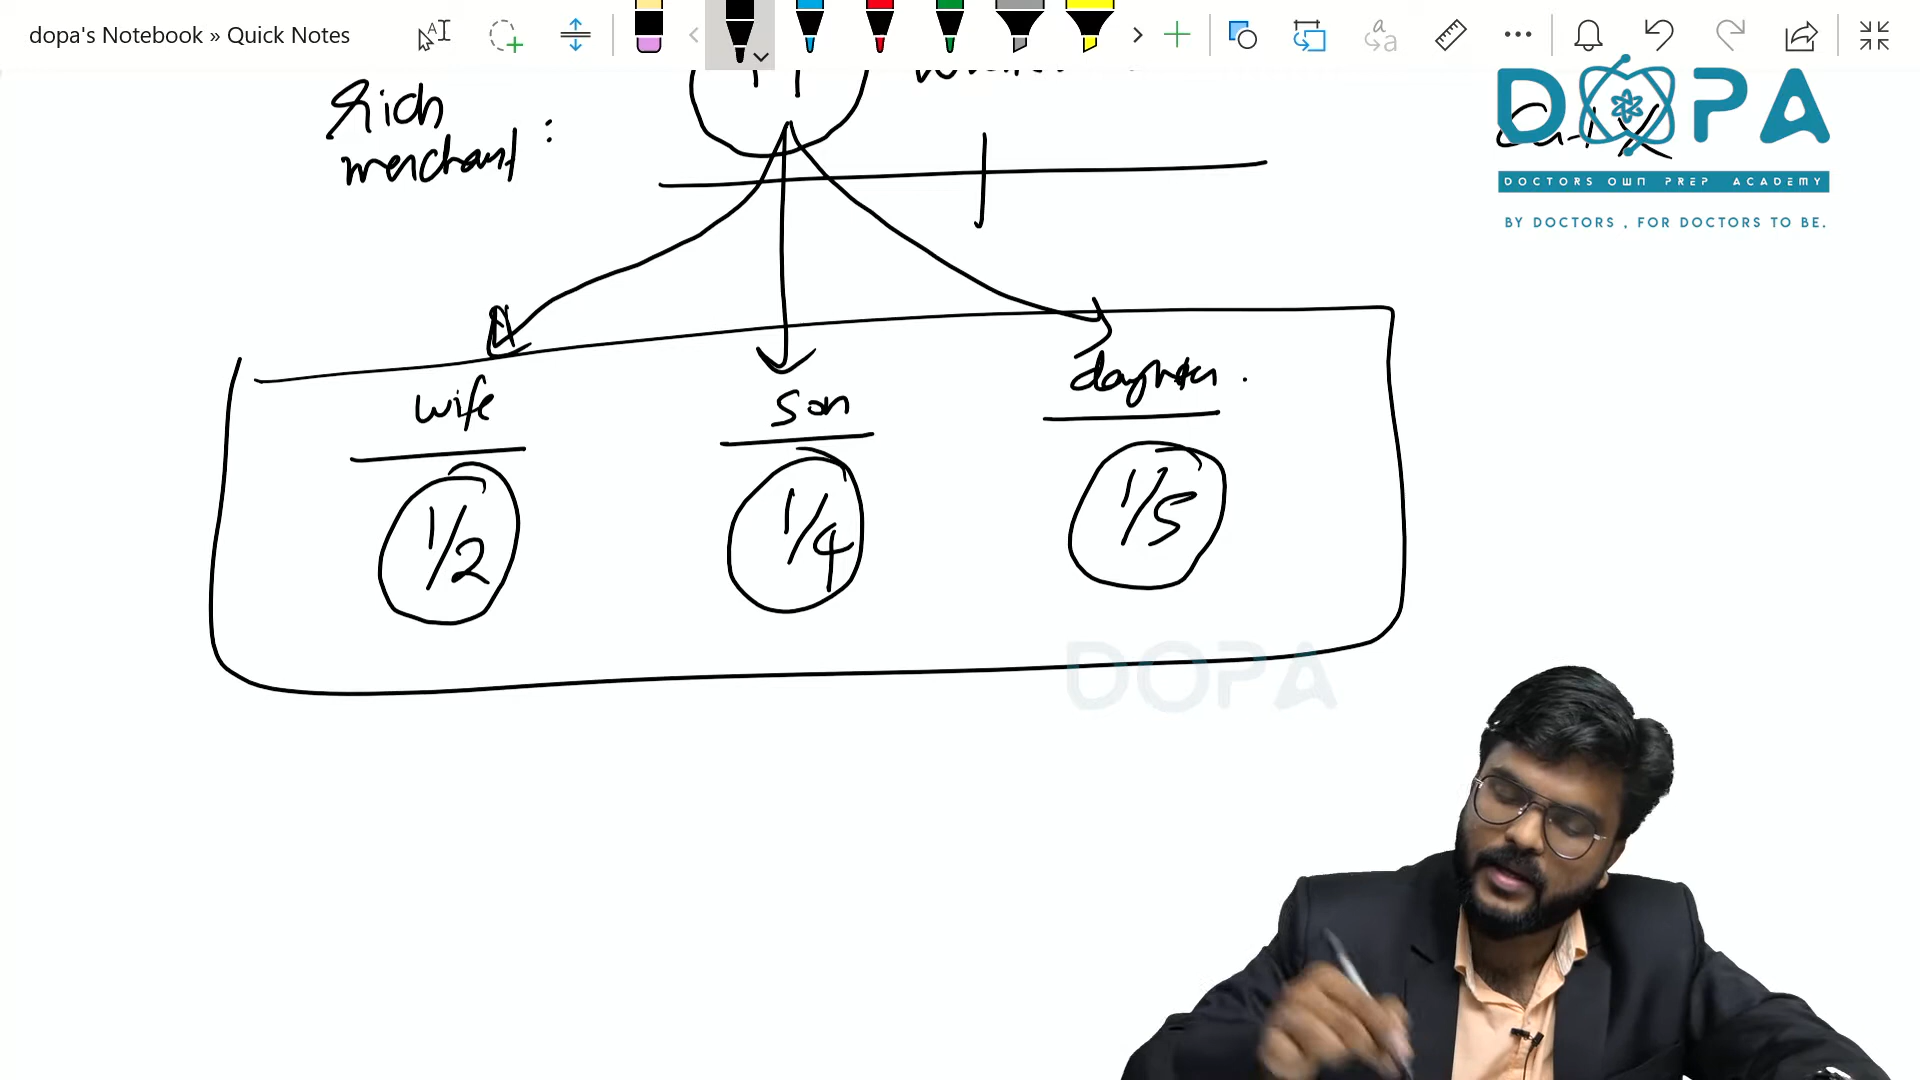 dopa's Notebook » Quick Notes
Rich
merchant :
DOPA
DOCTORS OWN PREP ACADEMY
BY DOCTORS , FOR DOCTORS TO BE.
wife
son
daughter .
1/2
1/4
1/5
DOPA